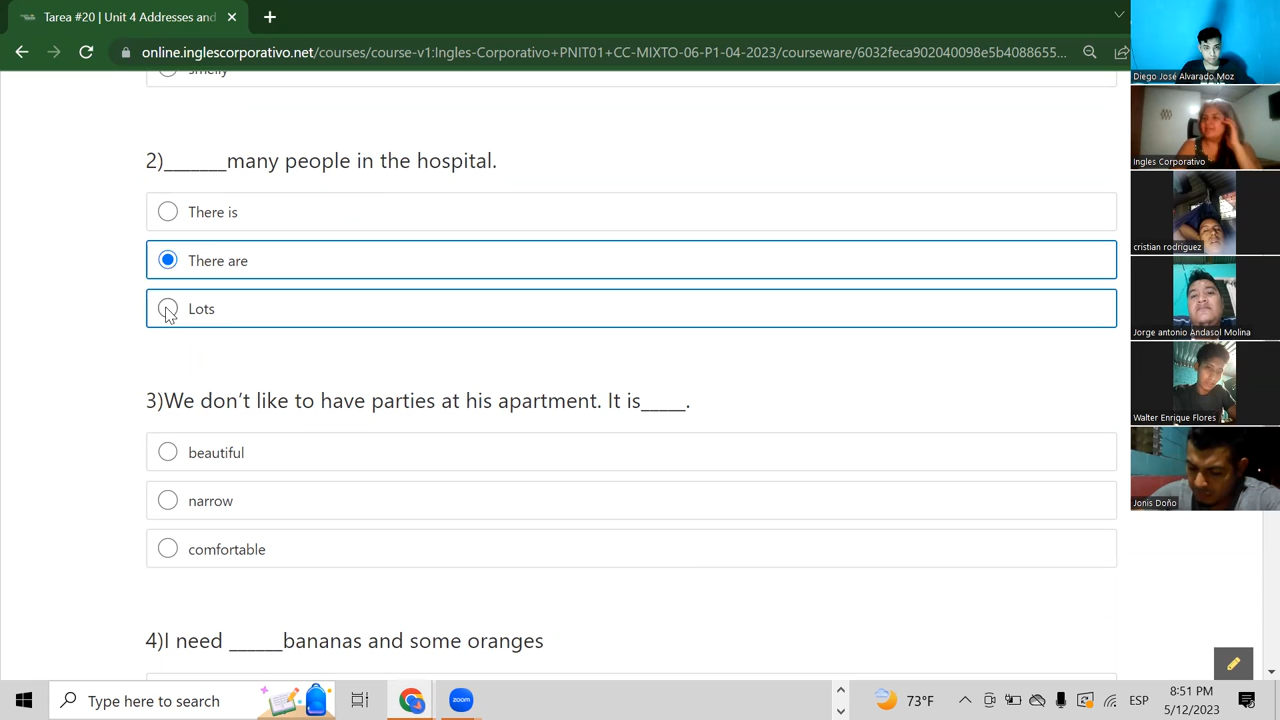 Tarea #20 | Unit 4 Addresses and
online.inglescorporativo.net/courses/course-v1:Ingles-Corporativo+PNIT01+CC-MIXTO-06-P1-04-2023/courseware/6032feca902040098e5b4088655...
smelly
2)______many people in the hospital.
There is
There are
Lots
3)We don't like to have parties at his apartment. It is_____.
beautiful
narrow
comfortable
4)I need ______bananas and some oranges
Diego José Alvarado Moz
Ingles Corporativo
cristian rodriguez
Jorge antonio Andasol Molina
Walter Enrique Flores
Jonis Doño
Type here to search
zoom
73°F
ESP
8:51 PM
5/12/2023